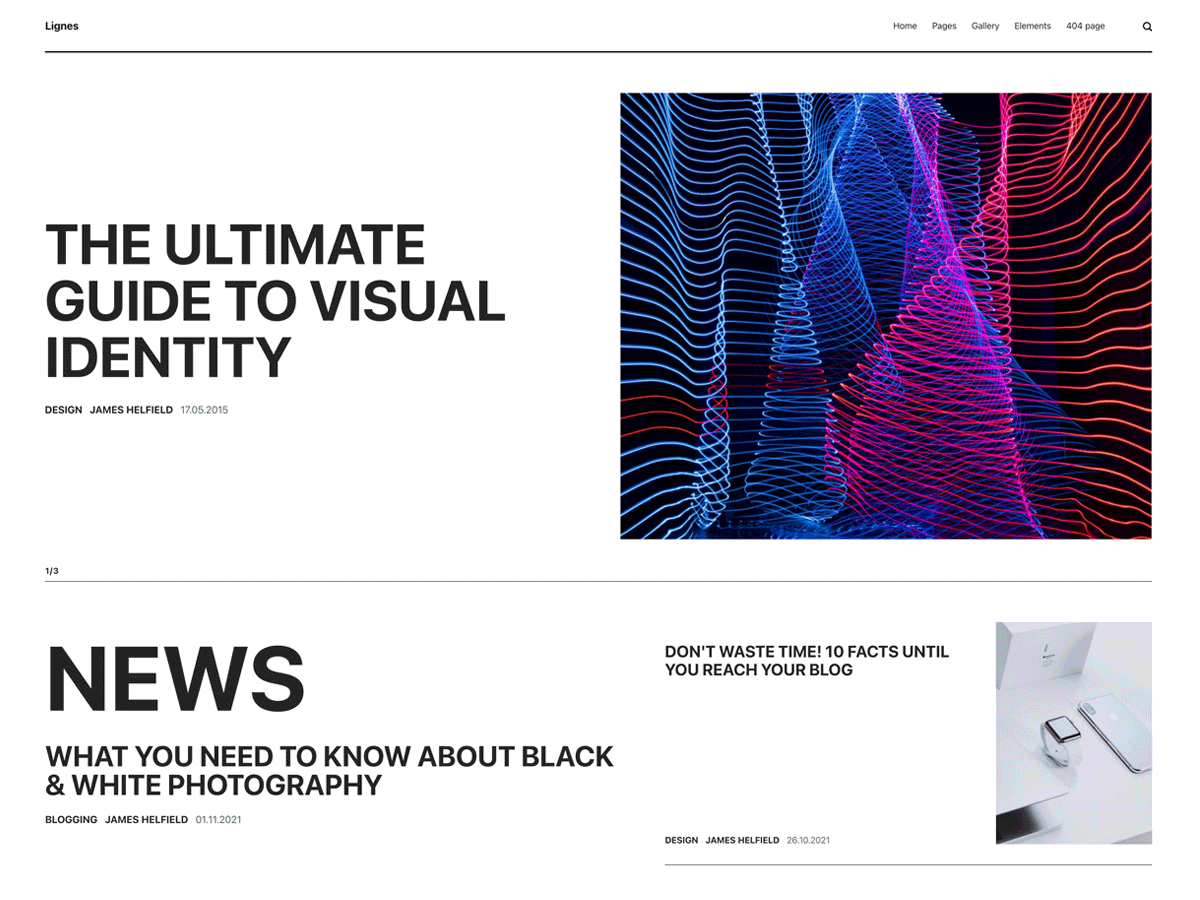 Lignes
Home Pages Gallery Elements 404 page
THE ULTIMATE
GUIDE TO VISUAL
IDENTITY
DESIGN JAMES HELFIELD 17.05.2015
1/3
NEWS
WHAT YOU NEED TO KNOW ABOUT BLACK
& WHITE PHOTOGRAPHY
BLOGGING JAMES HELFIELD 01.11.2021
DON'T WASTE TIME! 10 FACTS UNTIL
YOU REACH YOUR BLOG
DESIGN JAMES HELFIELD 26.10.2021